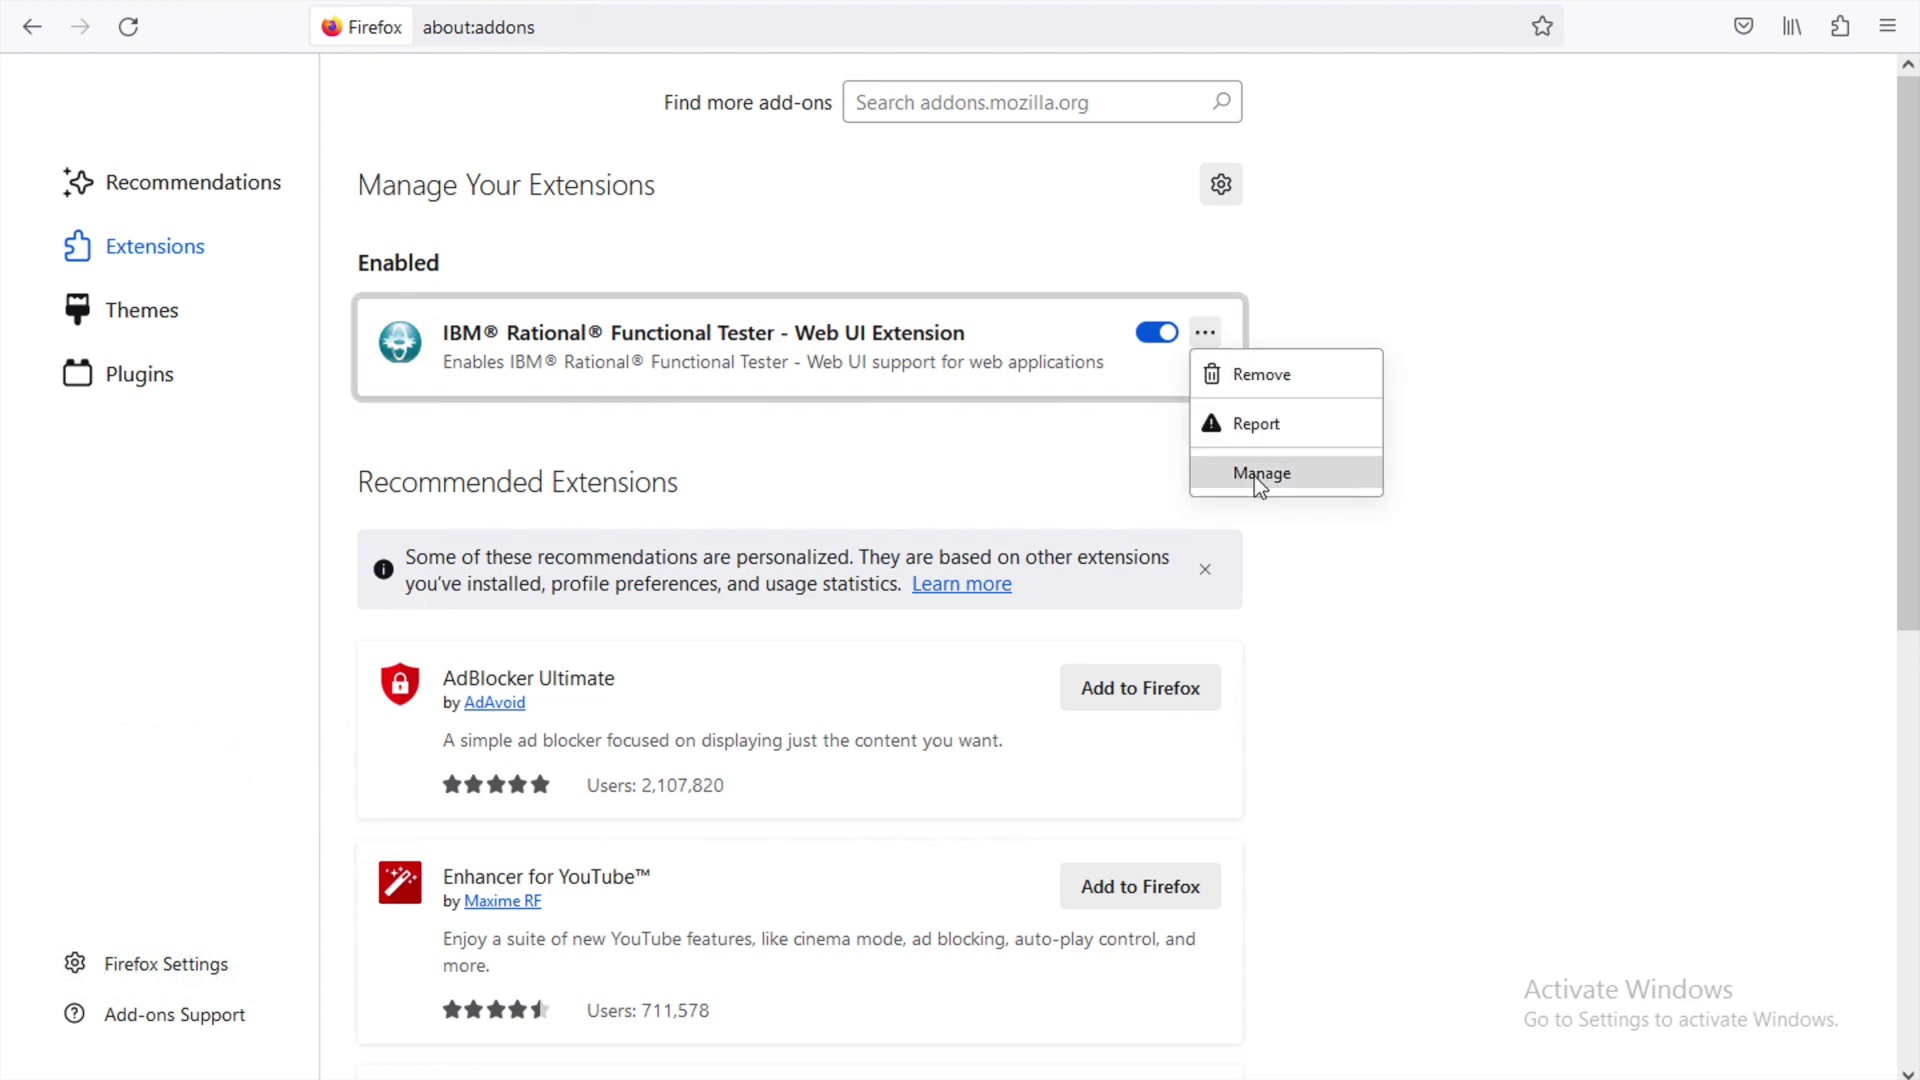 Firefox about:addons
Find more add-ons Search addons.mozilla.org
Recommendations
Extensions
Themes
Plugins
Manage Your Extensions
Enabled
IBM® Rational® Functional Tester - Web UI Extension
Enables IBM® Rational® Functional Tester - Web UI support for web applications
Remove
Report
Manage
Recommended Extensions
Some of these recommendations are personalized. They are based on other extensions
you've installed, profile preferences, and usage statistics. Learn more
AdBlocker Ultimate
by AdAvoid
Add to Firefox
A simple ad blocker focused on displaying just the content you want.
Users: 2,107,820
Enhancer for YouTube™
by Maxime RF
Add to Firefox
Enjoy a suite of new YouTube features, like cinema mode, ad blocking, auto-play control, and
more.
Users: 711,578
Firefox Settings
Add-ons Support
Activate Windows
Go to Settings to activate Windows.